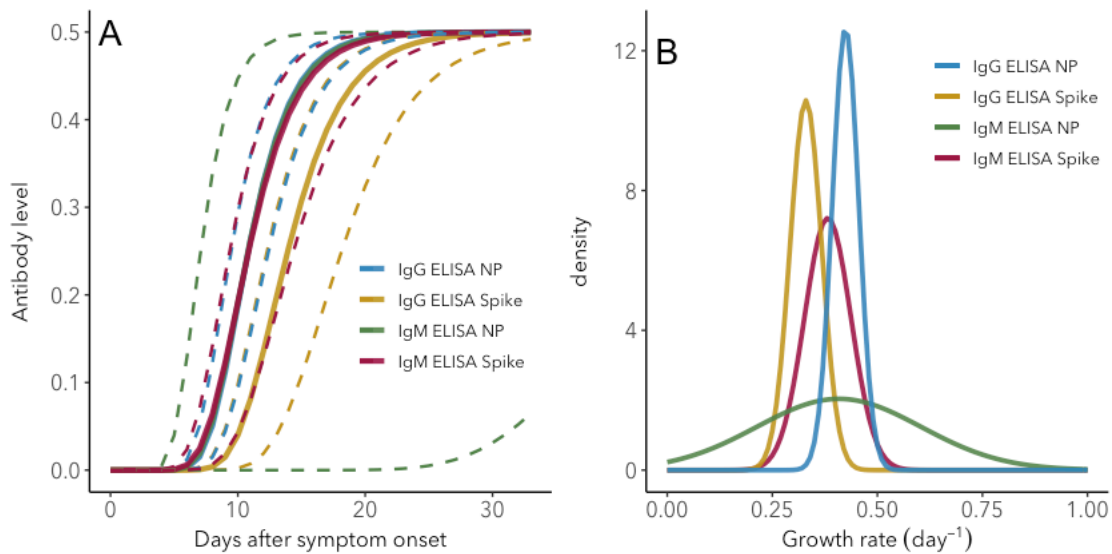 A
Antibody level
0.5
0.4
0.3
0.2
0.1
0.0
IgG ELISA NP
IgG ELISA Spike
IgM ELISA NP
IgM ELISA Spike
0
10
20
30
Days after symptom onset
B
density
12
8
4
0
IgG ELISA NP
IgG ELISA Spike
IgM ELISA NP
IgM ELISA Spike
0.00
0.25
0.50
0.75
1.00
Growth rate (day⁻¹)